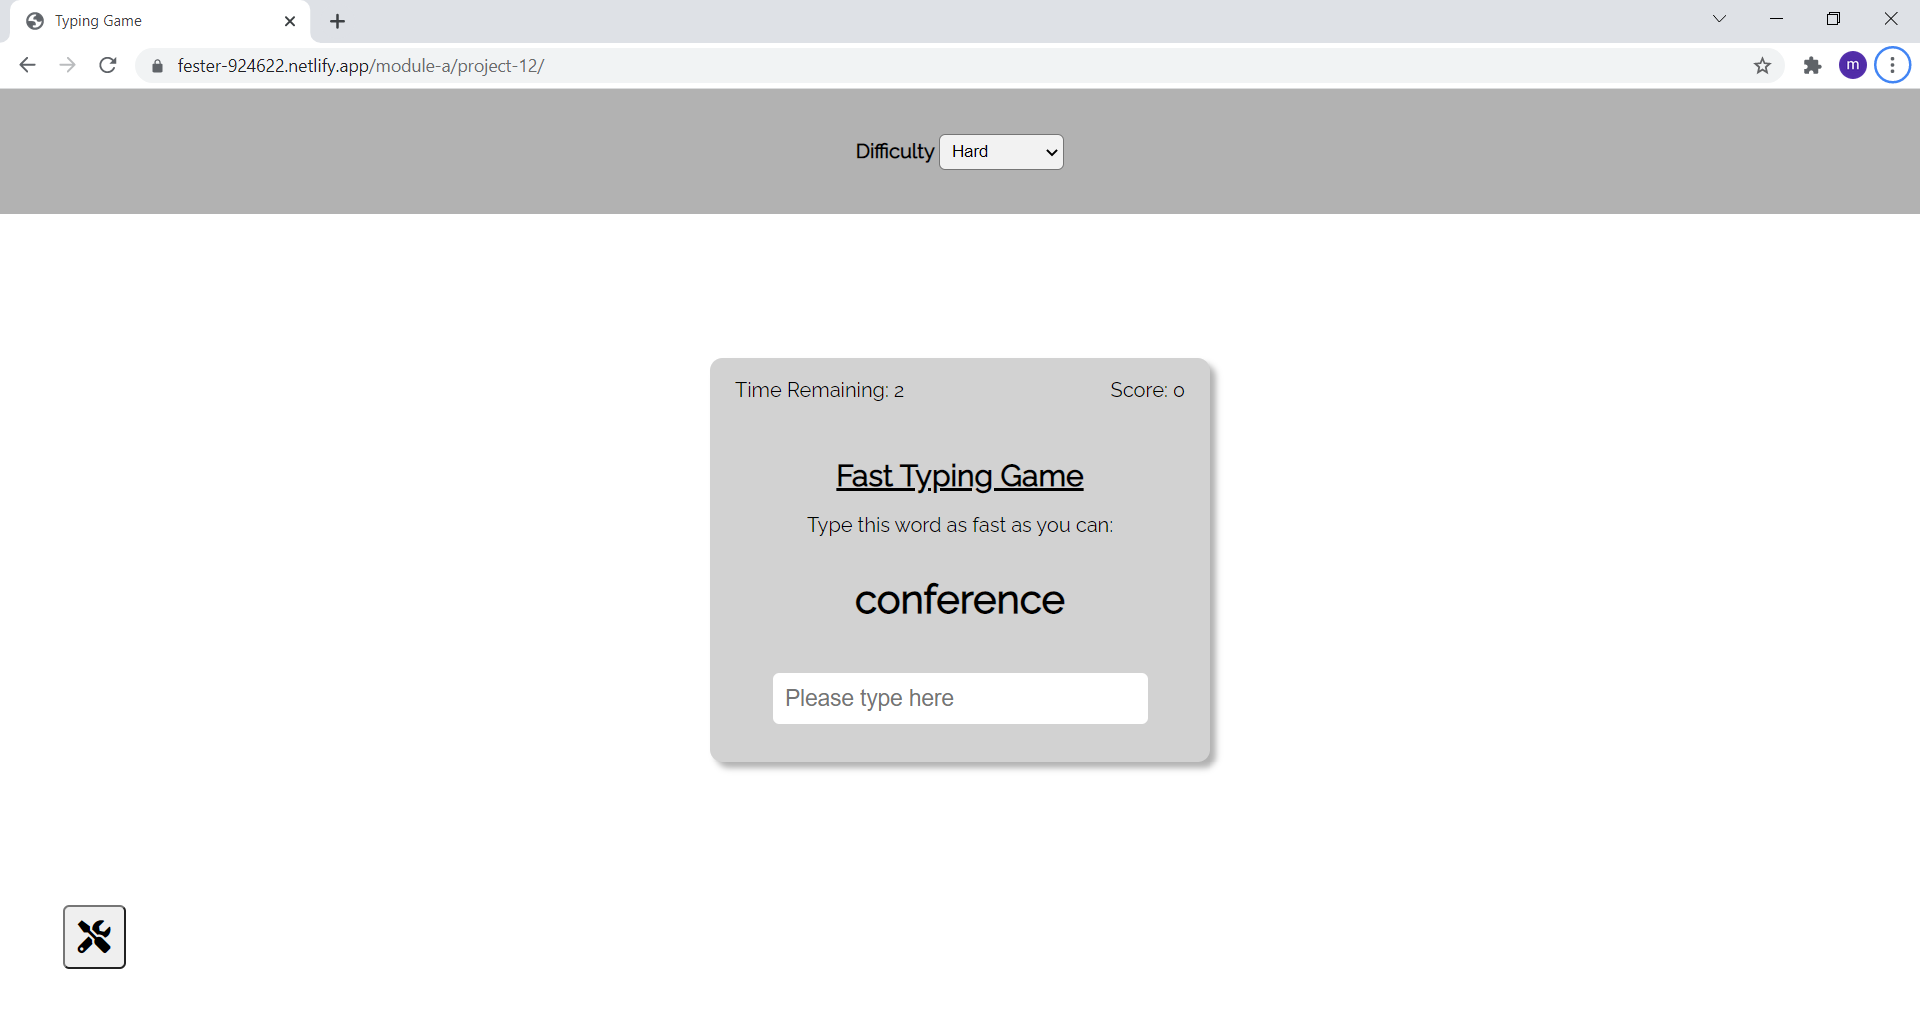 Typing Game
fester-924622.netlify.app/module-a/project-12/
m
Difficulty Hard
Time Remaining: 2 Score: 0
Fast Typing Game
Type this word as fast as you can:
conference
Please type here